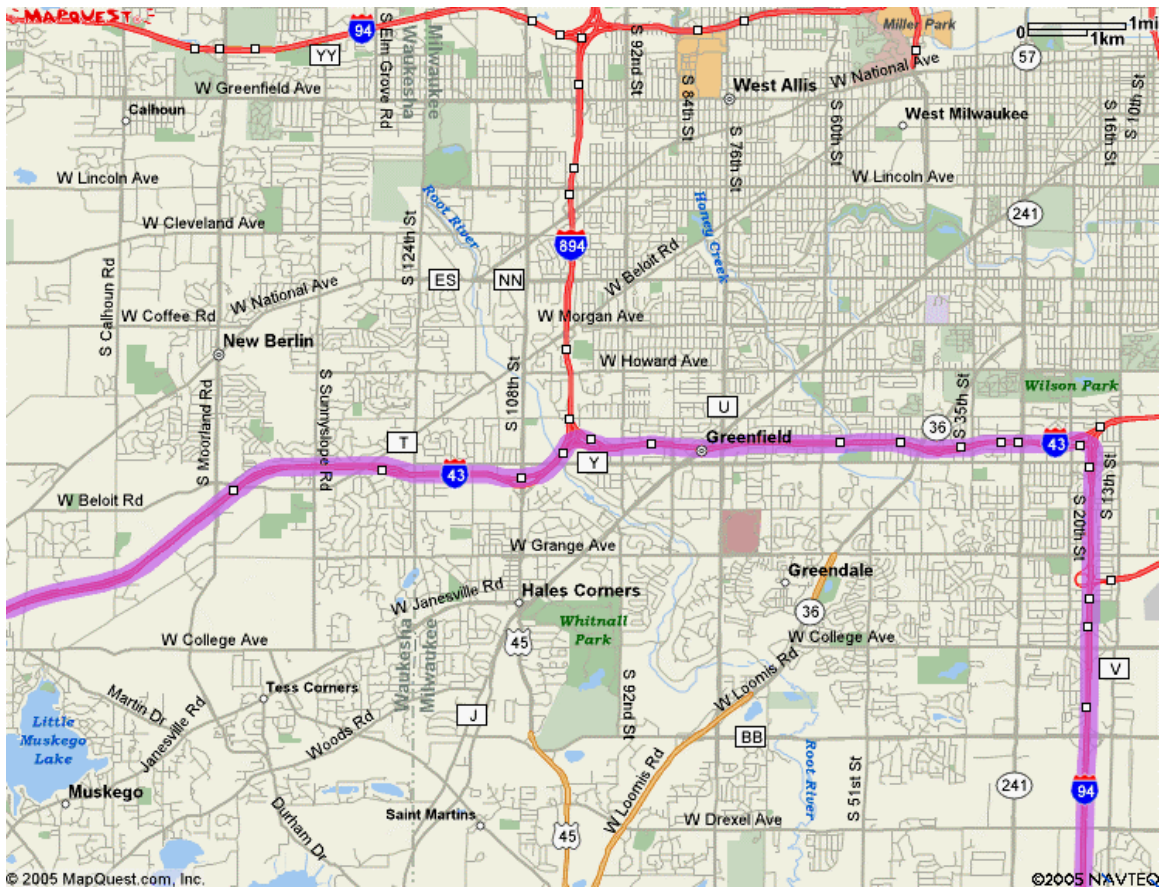 MAPQUEST
94
YY
S Elm Grove Rd
Waukesha
Milwaukee
S 92nd St
Miller Park
0
1mi
1km
57
W Greenfield Ave
Calhoun
S 84th St
West Allis
W National Ave
West Milwaukee
S 76th St
S 60th St
S 16th St
S 10th St
W Lincoln Ave
W Lincoln Ave
Root River
Honey Creek
W Cleveland Ave
241
S 124th St
894
W Beloit Rd
ES
NN
S Calhoun Rd
W National Ave
W Coffee Rd
W Morgan Ave
New Berlin
W Howard Ave
S 108th St
S 35th St
Wilson Park
S Moorland Rd
S Sunnyside Rd
U
36
T
Greenfield
43
Y
43
W Beloit Rd
S 20th St
S 13th St
W Grange Ave
Greendale
W Janesville Rd
Hales Corners
36
Whitnall
Park
W College Ave
Waukesha
Milwaukee
45
W College Ave
W Loomis Rd
S 92nd St
V
Martin Dr
Tess Corners
Janesville Rd
Woods Rd
J
Little
Muskego
Lake
BB
W Loomis Rd
Root River
S 51st St
241
94
Muskego
Durham Dr
Saint Martins
45
W Drexel Ave
© 2005 MapQuest.com, Inc.
©2005 NAVTEQ